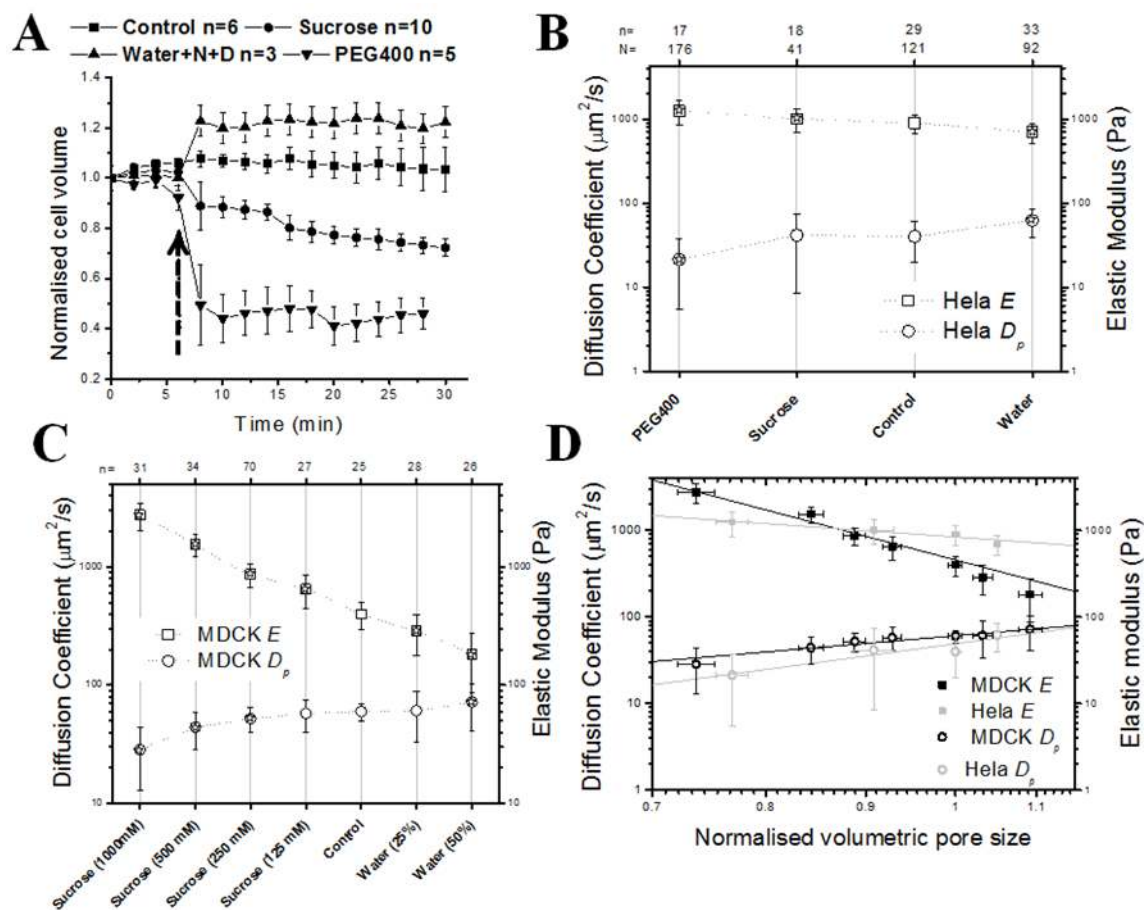 A
Control n=6 Sucrose n=10
Water+N+D n=3 PEG400 n=5
Normalised cell volume
1.4
1.2
1.0
0.8
0.6
0.4
0.2
0 5 10 15 20 25 30
Time (min)
B
n= 17 18 29 33
N= 176 41 121 92
Diffusion Coefficient (μm²/s)
1000
100
10
1
Elastic Modulus (Pa)
1000
100
10
1
Hela E
Hela Dp
PEG400 Sucrose Control Water
C
n= 31 34 70 27 25 28 26
Diffusion Coefficient (μm²/s)
1000
100
10
Elastic Modulus (Pa)
1000
100
10
MDCK E
MDCK Dp
Sucrose (1000mM) Sucrose (500 mM) Sucrose (250 mM) Sucrose (125 mM) Control Water (25%) Water (50%)
D
Diffusion Coefficient (μm²/s)
1000
100
10
1
Elastic modulus (Pa)
1000
100
10
1
MDCK E
Hela E
MDCK Dp
Hela Dp
0.7 0.8 0.9 1 1.1
Normalised volumetric pore size